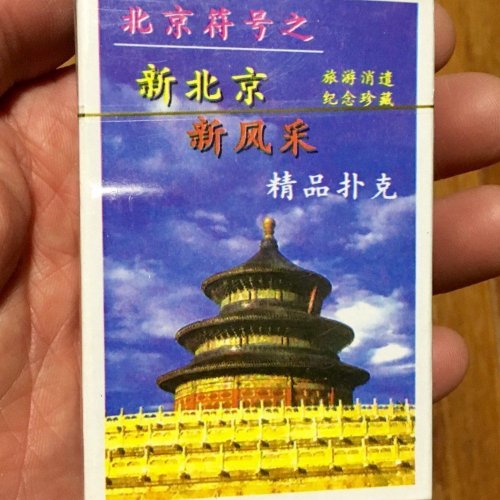 北京符号之
新北京
旅游消遣
纪念珍藏
新风采
精品扑克